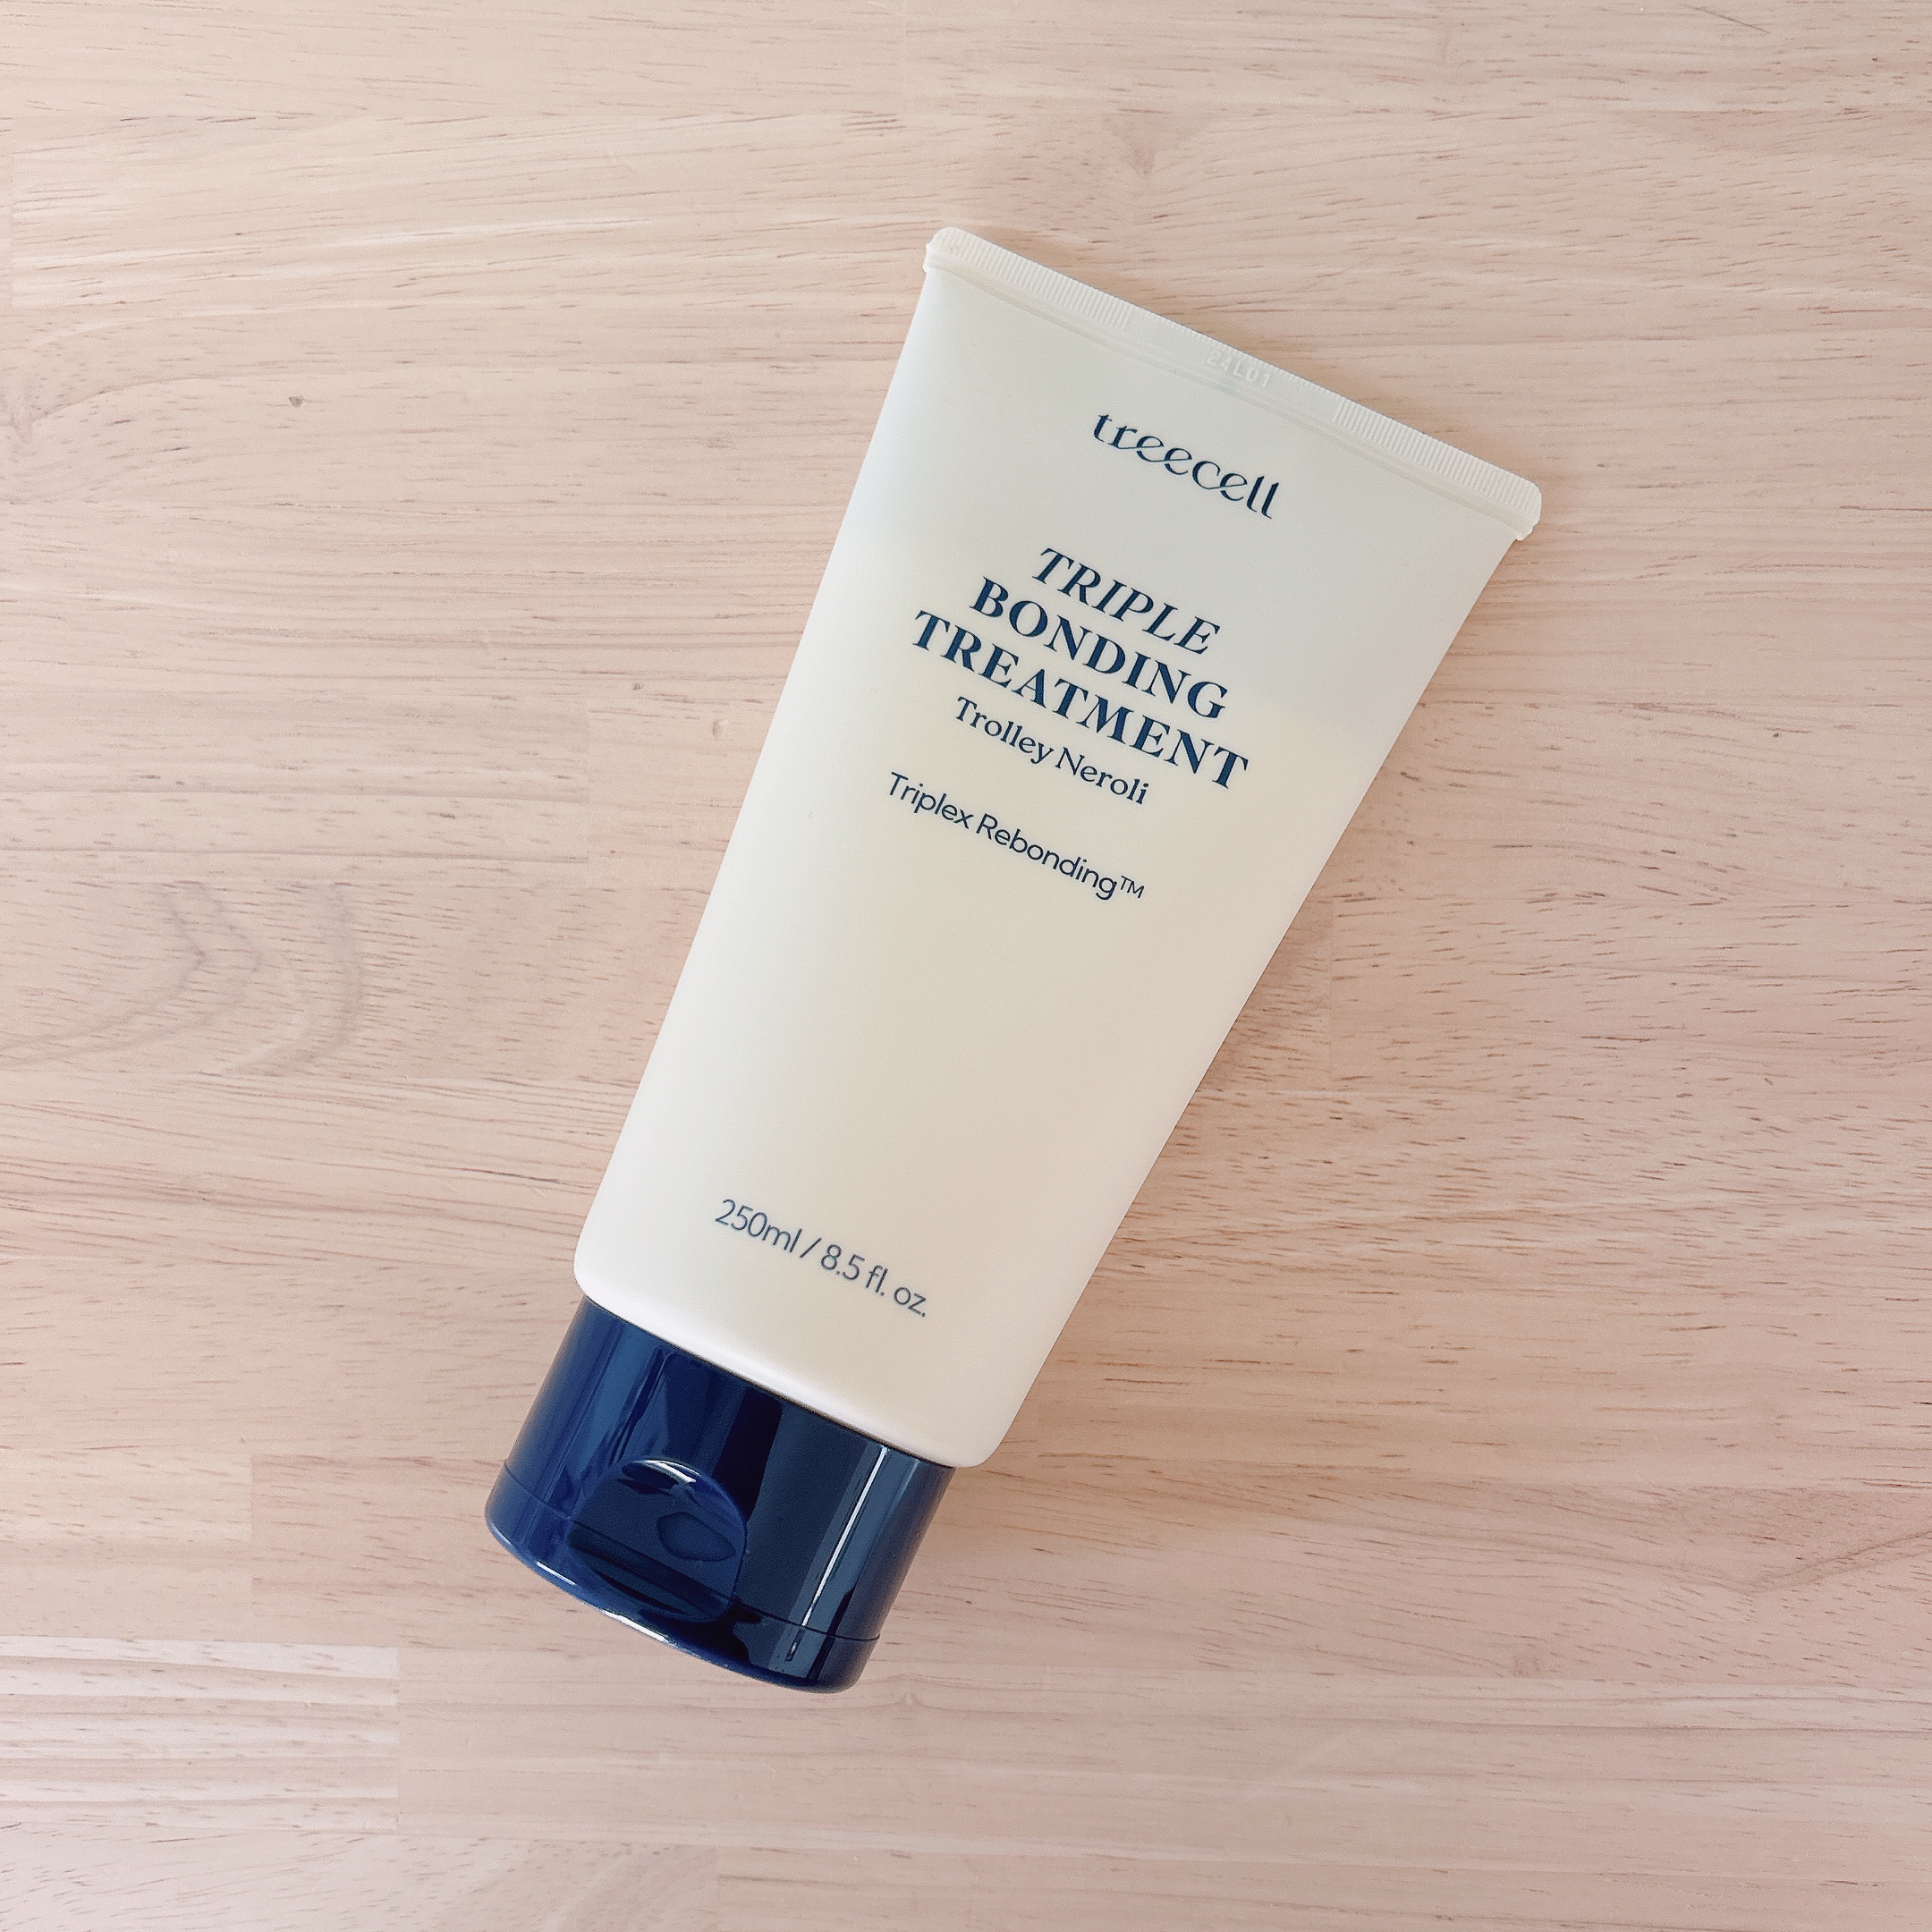 24L01
treecell
TRIPLE
BONDING
TREATMENT
Trolley Neroli
Triplex Rebonding™
250ml / 8.5 fl. oz.